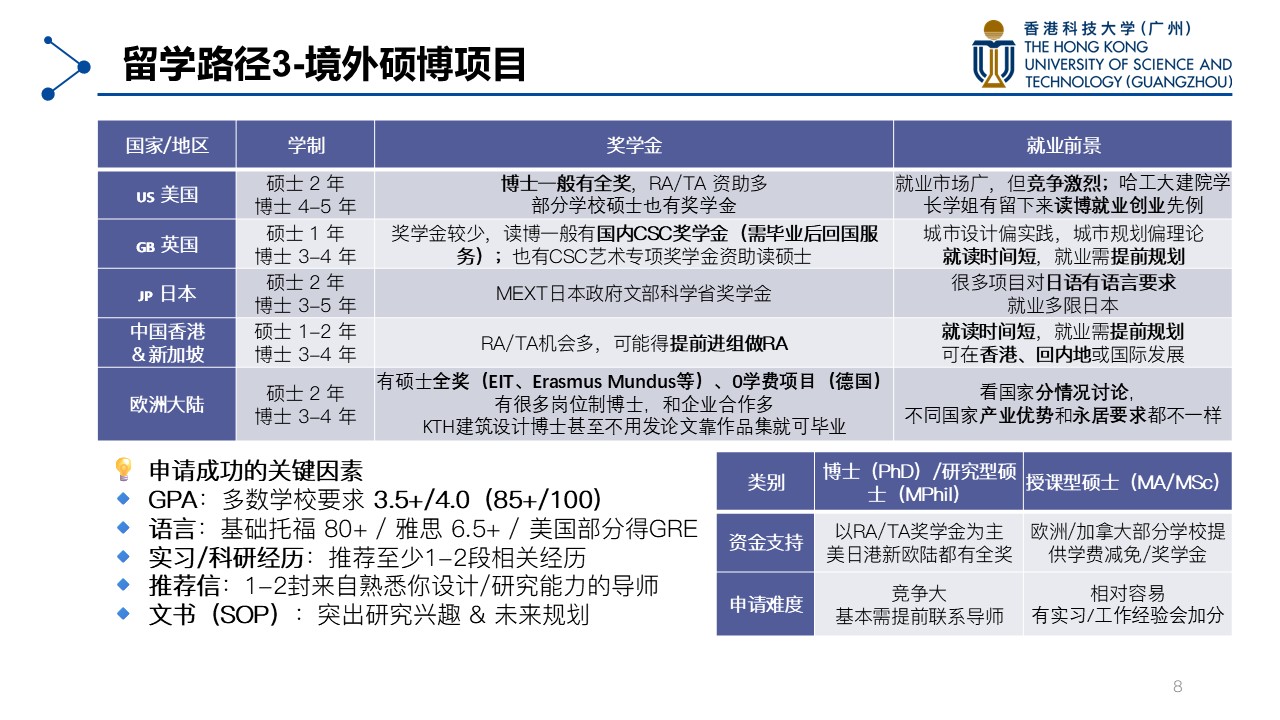 留学路径3-境外硕博项目
香港科技大学(广州)
THE HONG KONG
UNIVERSITY OF SCIENCE AND
TECHNOLOGY (GUANGZHOU)
国家/地区
学制
奖学金
就业前景
US 美国
硕士 2 年
博士 4-5 年
博士一般有全奖，RA/TA 资助多
部分学校硕士也有奖学金
就业市场广，但竞争激烈；哈工大建院学
长学姐有留下来读博就业创业先例
GB 英国
硕士 1 年
博士 3-4 年
奖学金较少，读博一般有国内CSC奖学金（需毕业后回国服
务）；也有CSC艺术专项奖学金资助读硕士
城市设计偏实践，城市规划偏理论
就读时间短，就业需提前规划
JP 日本
硕士 2 年
博士 3-5 年
MEXT日本政府文部科学省奖学金
很多项目对日语有语言要求
就业多限日本
中国香港
＆新加坡
硕士 1-2 年
博士 3-4 年
RA/TA机会多，可能得提前进组做RA
就读时间短，就业需提前规划
可在香港、回内地或国际发展
欧洲大陆
硕士 2 年
博士 3-4 年
有硕士全奖（EIT、Erasmus Mundus等）、0学费项目（德国）
有很多岗位制博士，和企业合作多
KTH建筑设计博士甚至不用发论文靠作品集就可毕业
看国家分情况讨论，
不同国家产业优势和永居要求都不一样
申请成功的关键因素
GPA：多数学校要求 3.5+/4.0（85+/100）
语言：基础托福 80+ / 雅思 6.5+ / 美国部分得GRE
实习/科研经历：推荐至少1-2段相关经历
推荐信：1-2封来自熟悉你设计/研究能力的导师
文书（SOP）：突出研究兴趣 & 未来规划
类别
博士（PhD）/研究型硕
士（MPhil）
授课型硕士（MA/MSc）
资金支持
以RA/TA奖学金为主
美日港新欧陆都有全奖
欧洲/加拿大部分学校提
供学费减免/奖学金
申请难度
竞争大
基本需提前联系导师
相对容易
有实习/工作经验会加分
8